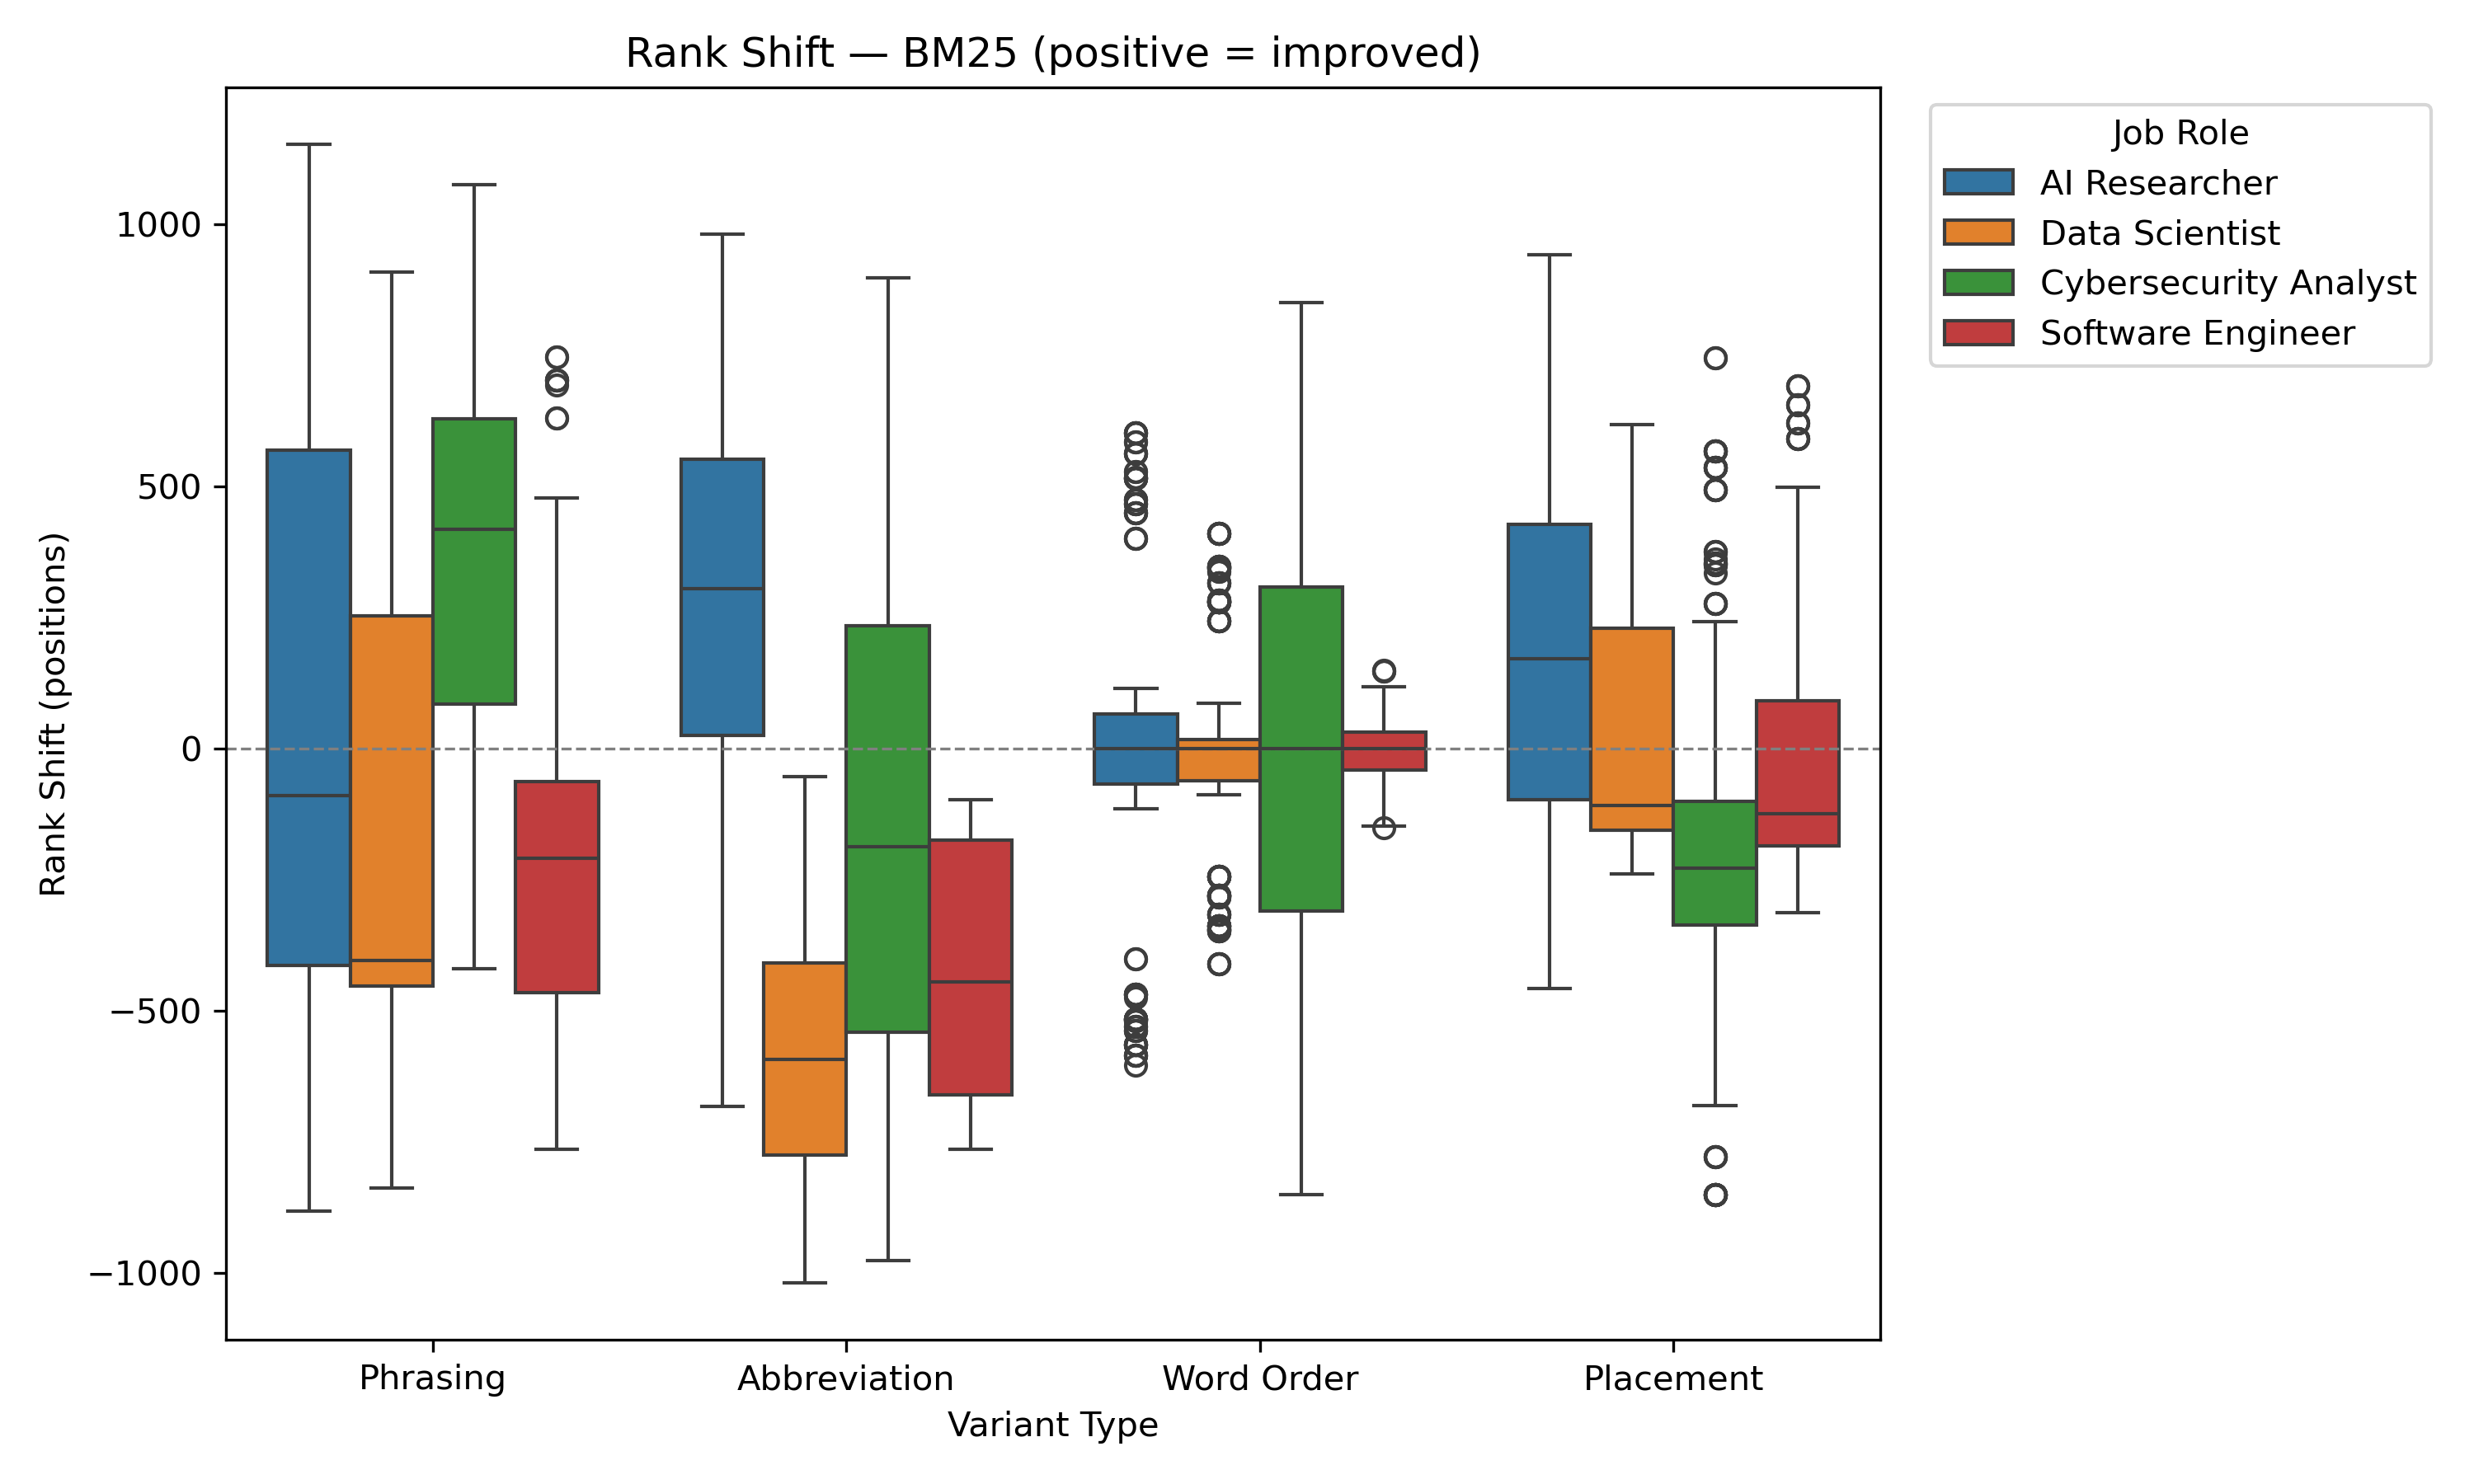 Rank Shift — BM25 (positive = improved)
Rank Shift (positions)
1000
500
0
−500
−1000
Phrasing
Abbreviation
Word Order
Placement
Variant Type
Job Role
AI Researcher
Data Scientist
Cybersecurity Analyst
Software Engineer